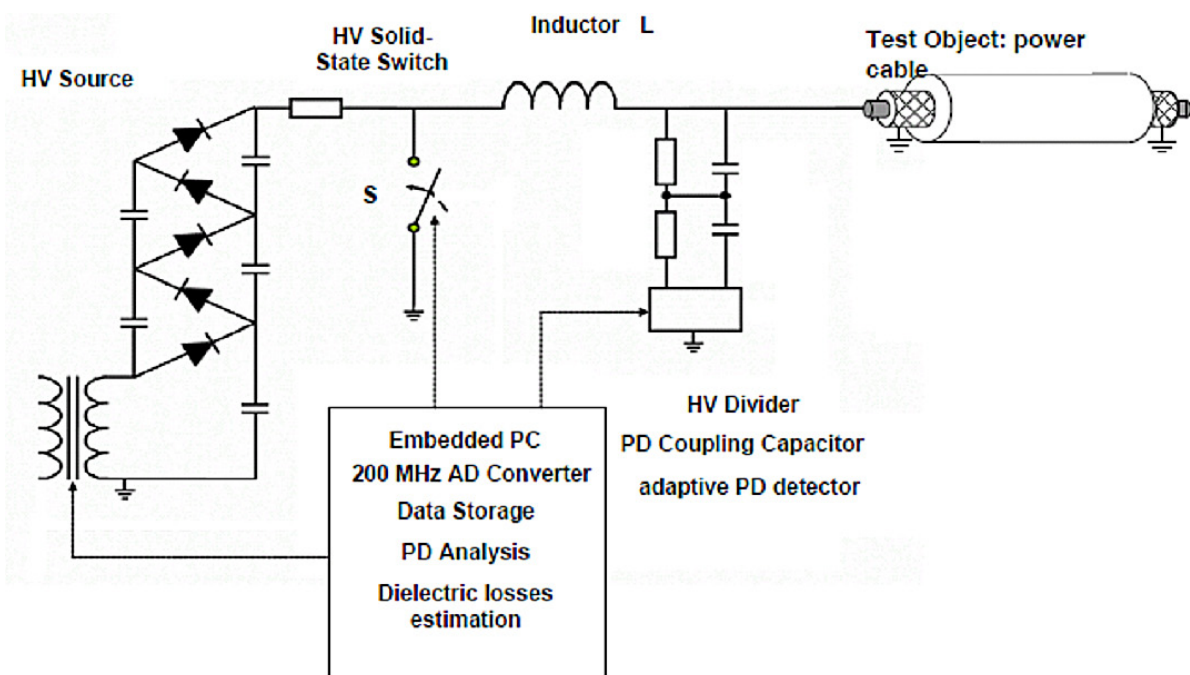 HV Source
HV Solid-
State Switch
Inductor L
Test Object: power
cable
S
HV Divider
PD Coupling Capacitor
adaptive PD detector
Embedded PC
200 MHz AD Converter
Data Storage
PD Analysis
Dielectric losses
estimation